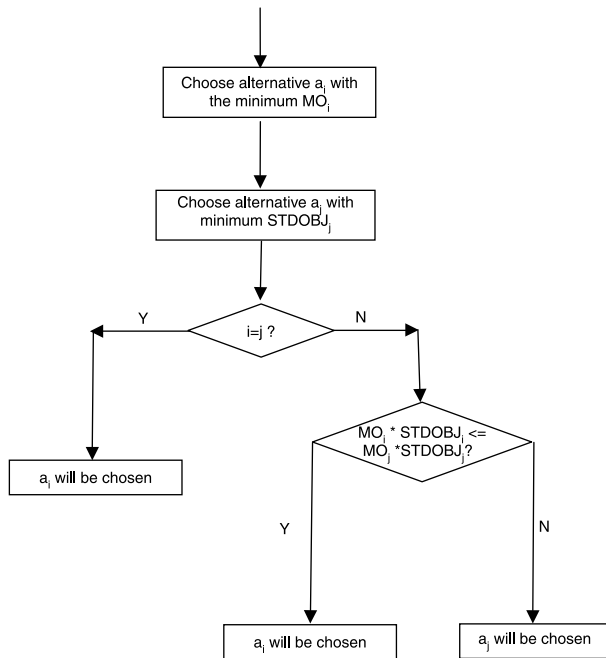 Choose alternative aᵢ with
the minimum MOᵢ
Choose alternative aⱼ with
minimum STDOBJⱼ
Y
N
i=j ?
MOᵢ * STDOBJᵢ <=
MOⱼ *STDOBJⱼ?
aᵢ will be chosen
Y
N
aᵢ will be chosen
aⱼ will be chosen